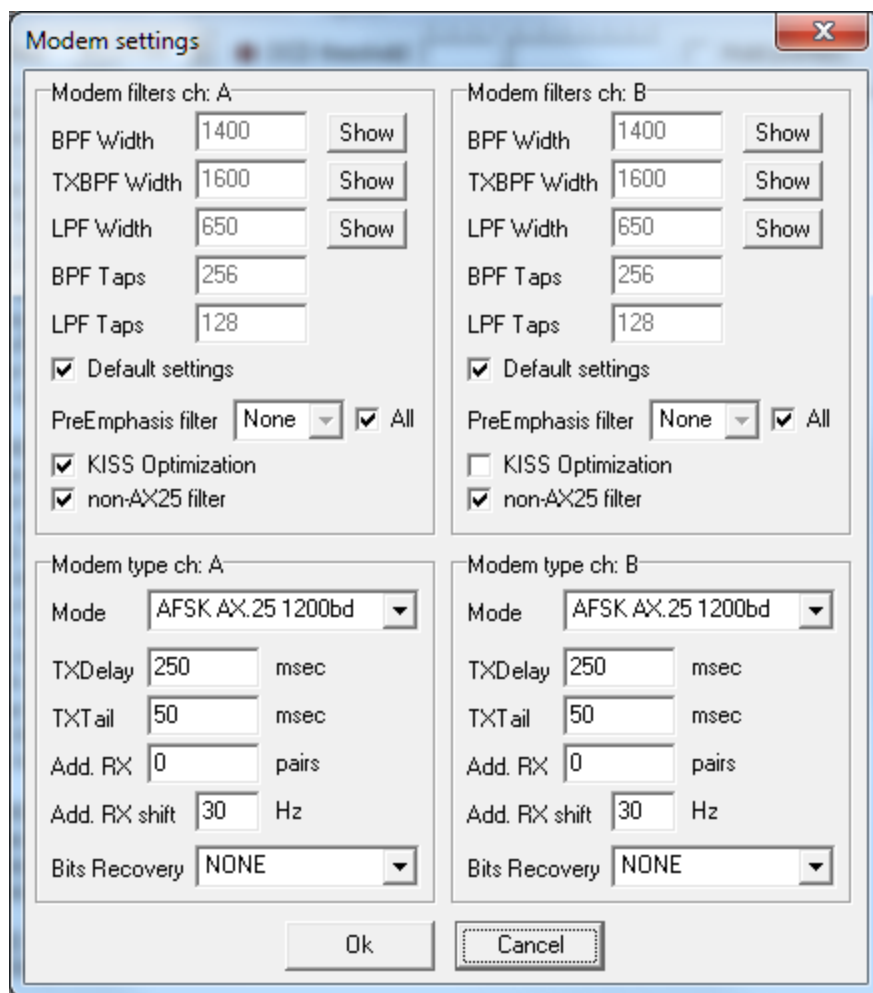 Modem settings
Modem filters ch: A
BPF Width 1400 Show
TXBPF Width 1600 Show
LPF Width 650 Show
BPF Taps 256
LPF Taps 128
Default settings
PreEmphasis filter None All
KISS Optimization
non-AX25 filter
Modem filters ch: B
BPF Width 1400 Show
TXBPF Width 1600 Show
LPF Width 650 Show
BPF Taps 256
LPF Taps 128
Default settings
PreEmphasis filter None All
KISS Optimization
non-AX25 filter
Modem type ch: A
Mode AFSK AX.25 1200bd
TXDelay 250 msec
TXTail 50 msec
Add. RX 0 pairs
Add. RX shift 30 Hz
Bits Recovery NONE
Modem type ch: B
Mode AFSK AX.25 1200bd
TXDelay 250 msec
TXTail 50 msec
Add. RX 0 pairs
Add. RX shift 30 Hz
Bits Recovery NONE
Ok Cancel